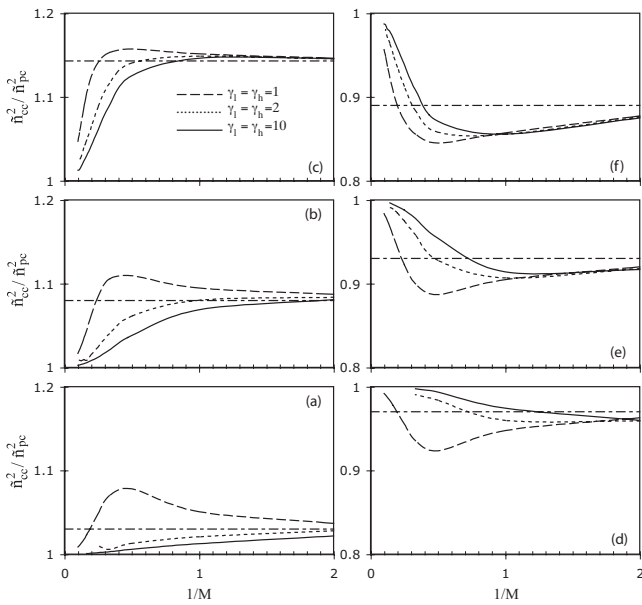 1.2
ñ²cc / ñ²pc
1.1
1
γl = γh=1
γl = γh=2
γl = γh=10
(c)
1
0.9
0.8
(f)
1.2
ñ²cc / ñ²pc
1.1
1
(b)
1
0.9
0.8
(e)
1.2
ñ²cc / ñ²pc
1.1
1
(a)
0 1 2
1/M
1
0.9
0.8
(d)
0 1 2
1/M